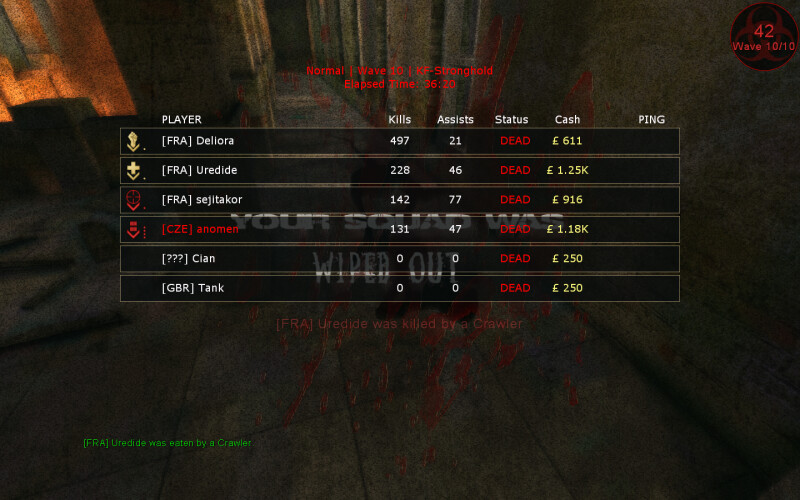 42
Wave 10/10
Normal | Wave 10 | KF-Stronghold
Elapsed Time: 36:20
PLAYER Kills Assists Status Cash PING
[FRA] Deliora 497 21 DEAD £ 611
[FRA] Uredide 228 46 DEAD £ 1.25K
[FRA] sejitakor 142 77 DEAD £ 916
YOUR SQUAD WAS
[CZE] anomen 131 47 DEAD £ 1.18K
[???] Cian 0 0 DEAD £ 250
WIPED OUT
[GBR] Tank 0 0 DEAD £ 250
[FRA] Uredide was killed by a Crawler
[FRA] Uredide was eaten by a Crawler.